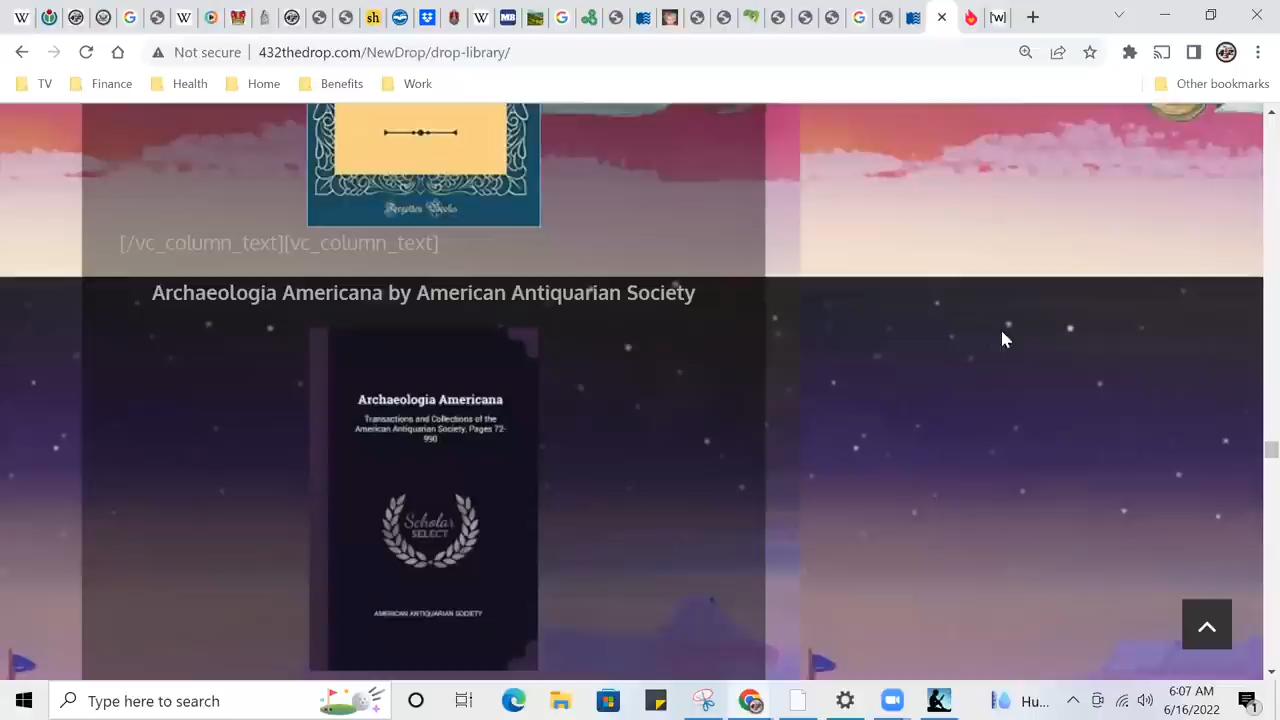 Not secure
432thedrop.com/NewDrop/drop-library/
TV
Finance
Health
Home
Benefits
Work
Other bookmarks
Forgotten Books
[/vc_column_text][vc_column_text]
Archaeologia Americana by American Antiquarian Society
Archaeologia Americana
Transactions and Collections of the
American Antiquarian Society, Pages 72-
990
Scholar
SELECT
AMERICAN ANTIQUARIAN SOCIETY
Type here to search
Hu...
6:07 AM
6/16/2022